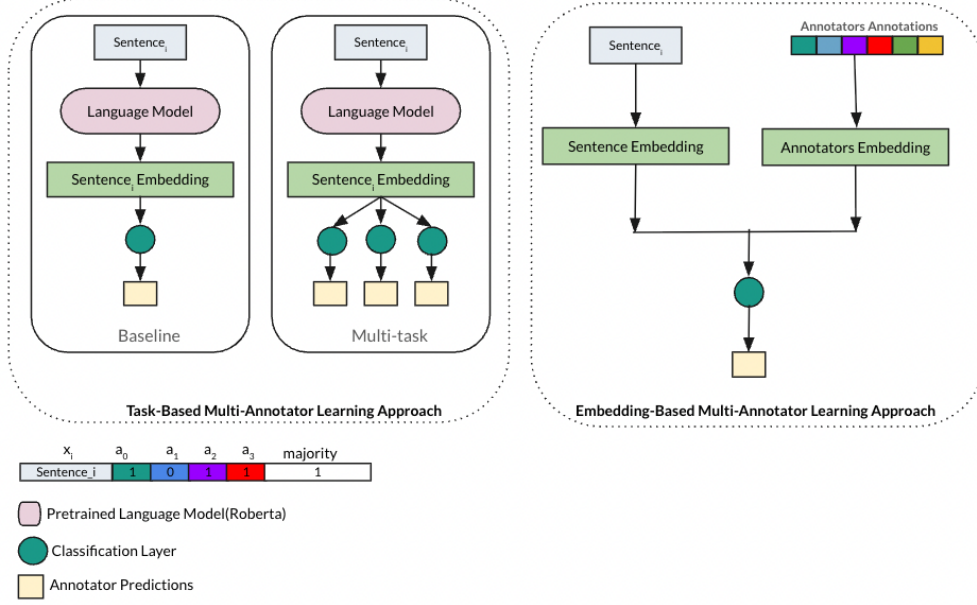 Sentence_i
Language Model
Sentence_i Embedding
Baseline
Sentence_i
Language Model
Sentence_i Embedding
Multi-task
Task-Based Multi-Annotator Learning Approach
Sentence_i
Annotators Annotations
Sentence Embedding
Annotators Embedding
Embedding-Based Multi-Annotator Learning Approach
x_i a_0 a_1 a_2 a_3 majority
Sentence_i 1 0 1 1 1
Pretrained Language Model(Roberta)
Classification Layer
Annotator Predictions